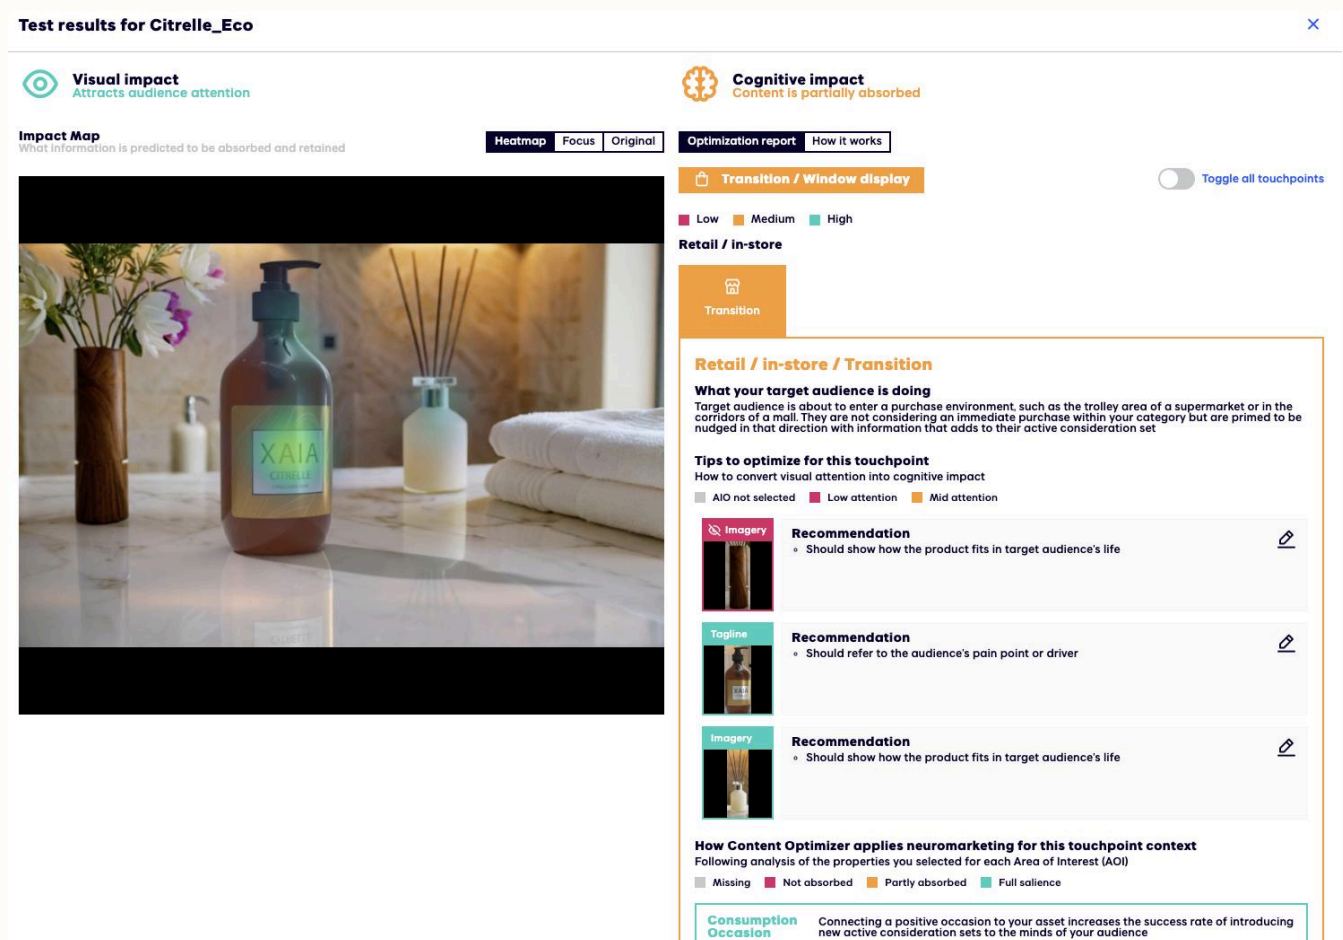 Test results for Citrelle_Eco
Visual impact
Attracts audience attention
Cognitive impact
Content is partially absorbed
Impact Map
What information is predicted to be absorbed and retained
Heatmap Focus Original
XAIA
CITRELLE
Optimization report How it works
Transition / Window display
Toggle all touchpoints
Low Medium High
Retail / in-store
Transition
Retail / in-store / Transition
What your target audience is doing
Target audience is about to enter a purchase environment, such as the trolley area of a supermarket or in the
corridors of a mall. They are not considering an immediate purchase within your category but are primed to be
nudged in that direction with information that adds to their active consideration set
Tips to optimize for this touchpoint
How to convert visual attention into cognitive impact
AIO not selected Low attention Mid attention
Imagery
Recommendation
Should show how the product fits in target audience's life
Tagline
XAIA
Recommendation
Should refer to the audience's pain point or driver
Imagery
Recommendation
Should show how the product fits in target audience's life
How Content Optimizer applies neuromarketing for this touchpoint context
Following analysis of the properties you selected for each Area of Interest (AOI)
Missing Not absorbed Partly absorbed Full salience
Consumption
Occasion
Connecting a positive occasion to your asset increases the success rate of introducing
new active consideration sets to the minds of your audience